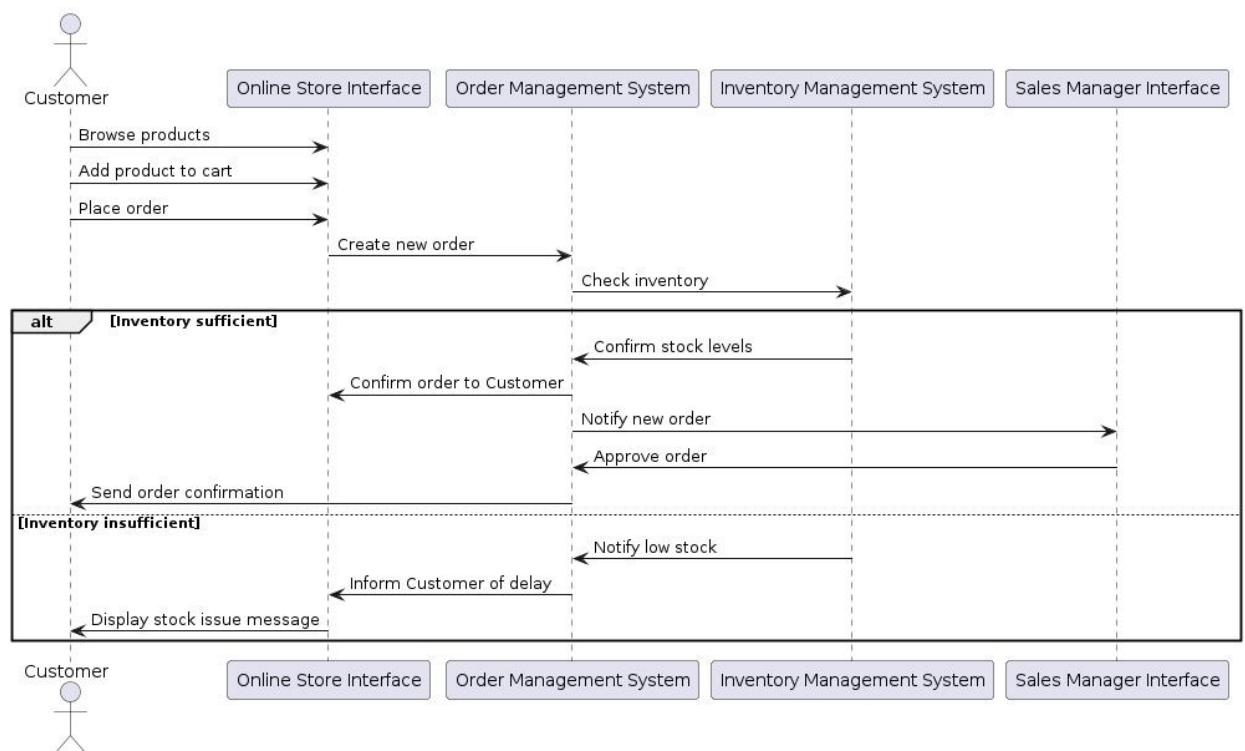 Customer
Online Store Interface
Order Management System
Inventory Management System
Sales Manager Interface
Browse products
Add product to cart
Place order
Create new order
Check inventory
alt
[Inventory sufficient]
Confirm stock levels
Confirm order to Customer
Notify new order
Approve order
Send order confirmation
[Inventory insufficient]
Notify low stock
Inform Customer of delay
Display stock issue message
Customer
Online Store Interface
Order Management System
Inventory Management System
Sales Manager Interface